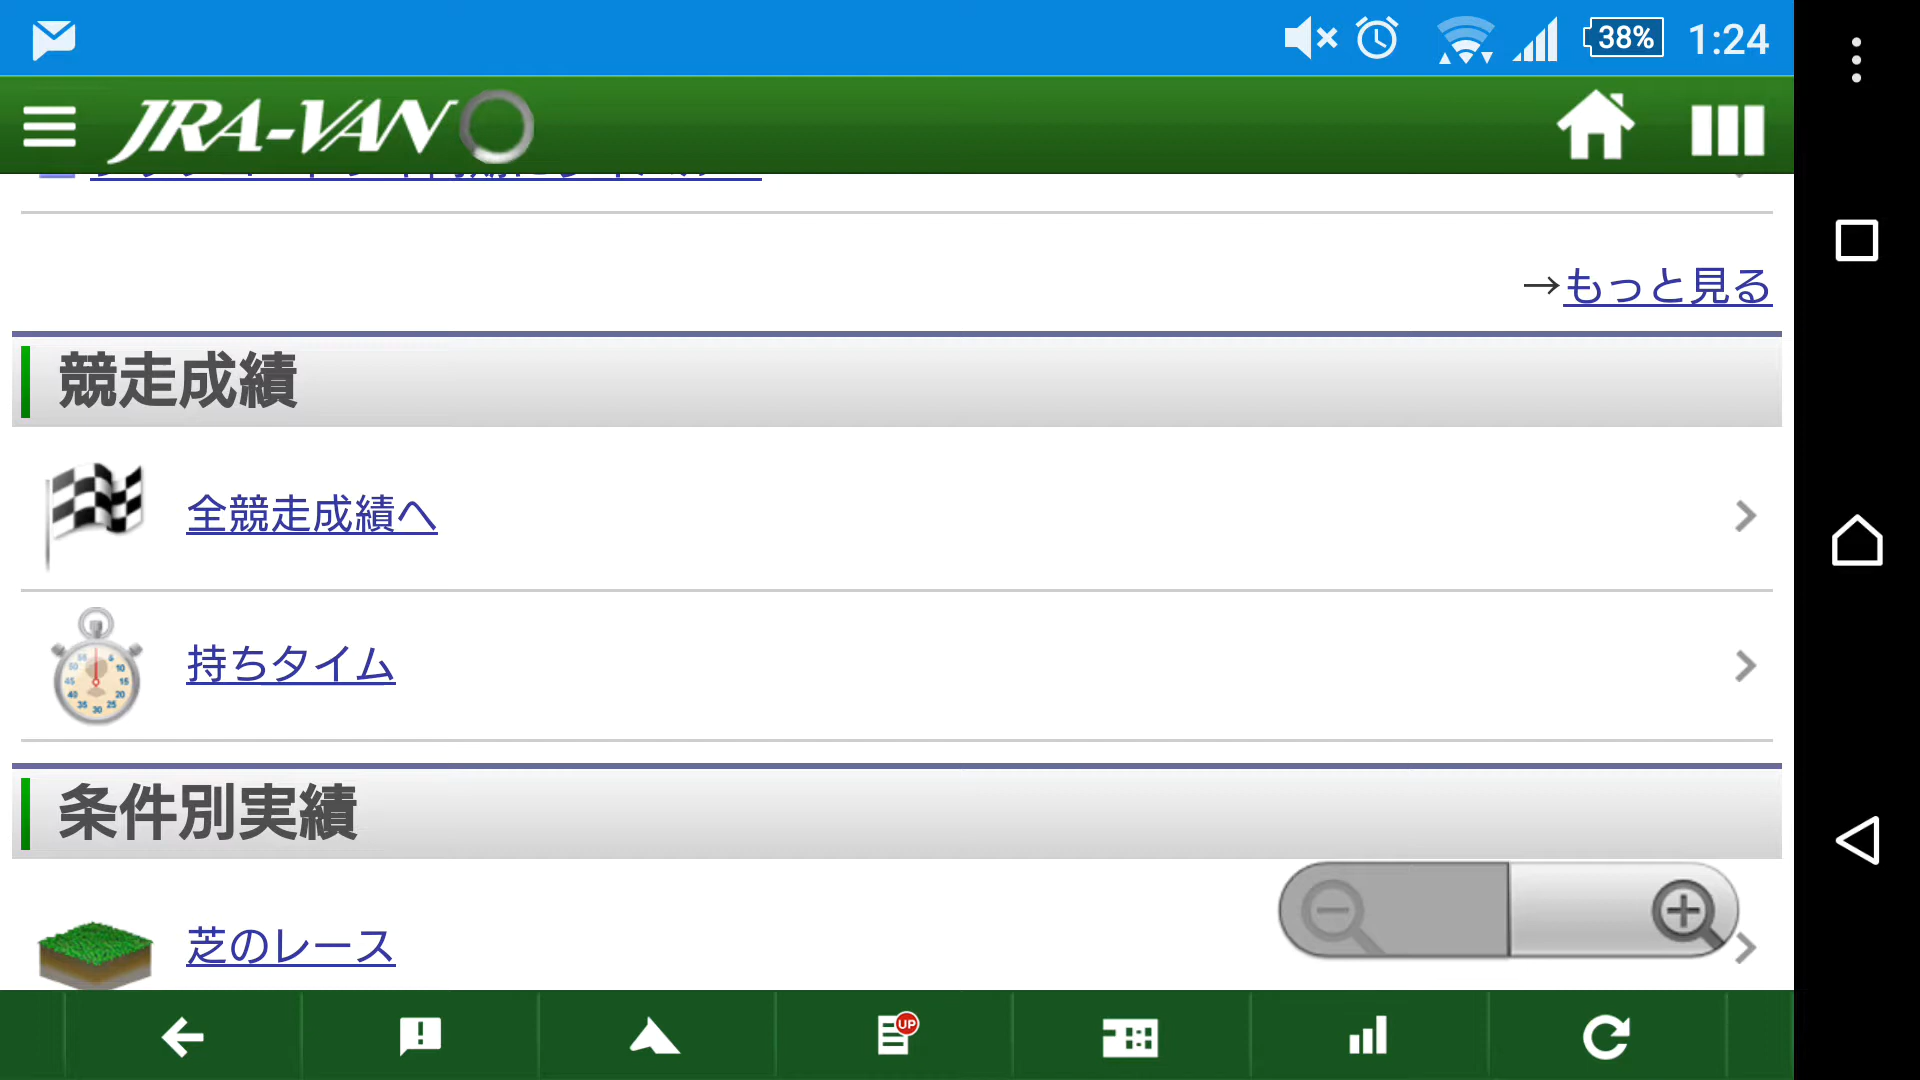 38% 1:24
JRA-VAN
→もっと見る
競走成績
全競走成績へ
持ちタイム
条件別実績
芝のレース
UP